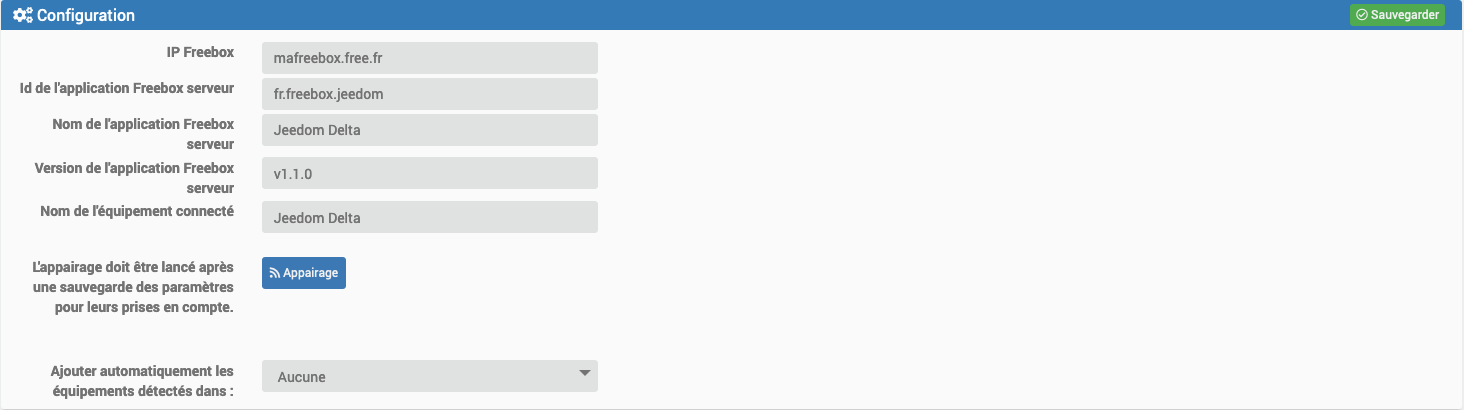 Configuration
Sauvegarder
IP Freebox
mafreebox.free.fr
Id de l'application Freebox serveur
fr.freebox.jeedom
Nom de l'application Freebox
serveur
Jeedom Delta
Version de l'application Freebox
serveur
v1.1.0
Nom de l'équipement connecté
Jeedom Delta
L'appairage doit être lancé après
une sauvegarde des paramètres
pour leurs prises en compte.
Appairage
Ajouter automatiquement les
équipements détectés dans :
Aucune